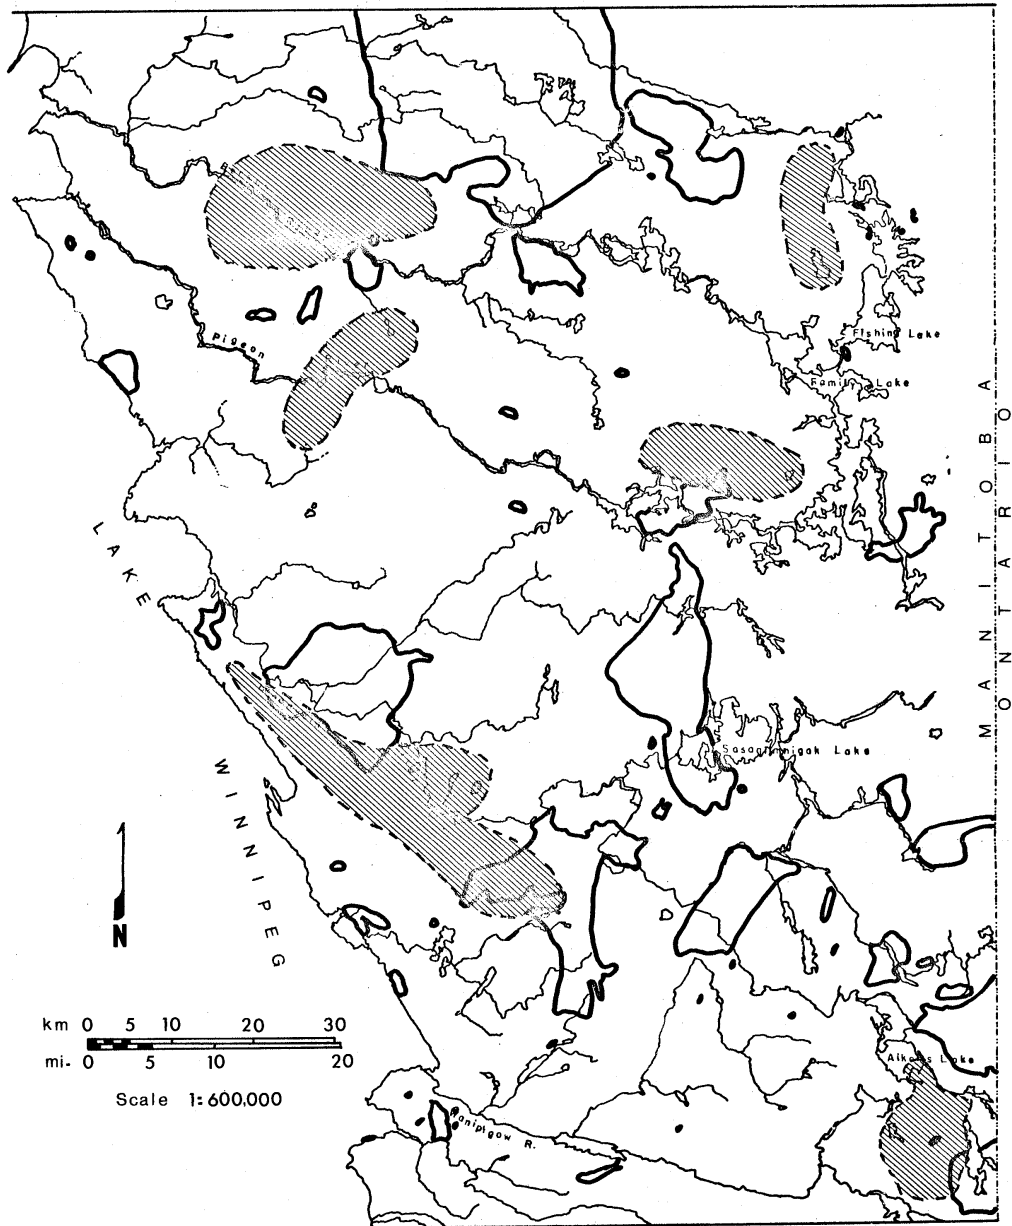 Pigeon
Fishing Lake
Family Lake
MANITOBA
ONTARIO
LAKE
WINNIPEG
Sasaginnigak Lake
N
km 0 5 10 20 30
mi. 0 5 10 20
Scale 1:600,000
Aikens Lake
Wanipigow R.